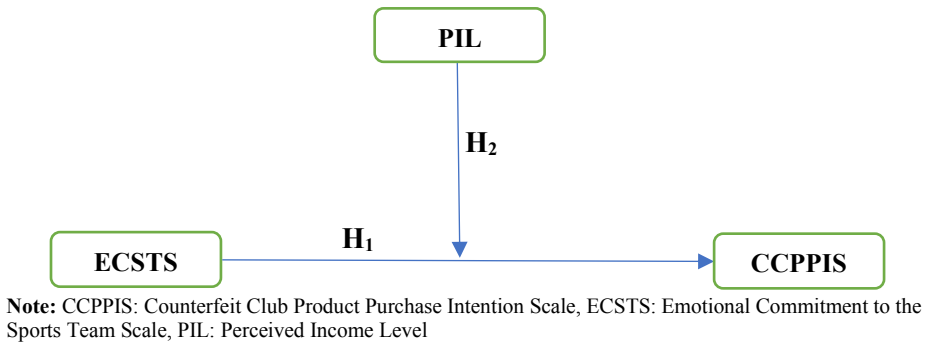 PIL
H₂
H₁
ECSTS
CCPPIS
Note: CCPPIS: Counterfeit Club Product Purchase Intention Scale, ECSTS: Emotional Commitment to the
Sports Team Scale, PIL: Perceived Income Level